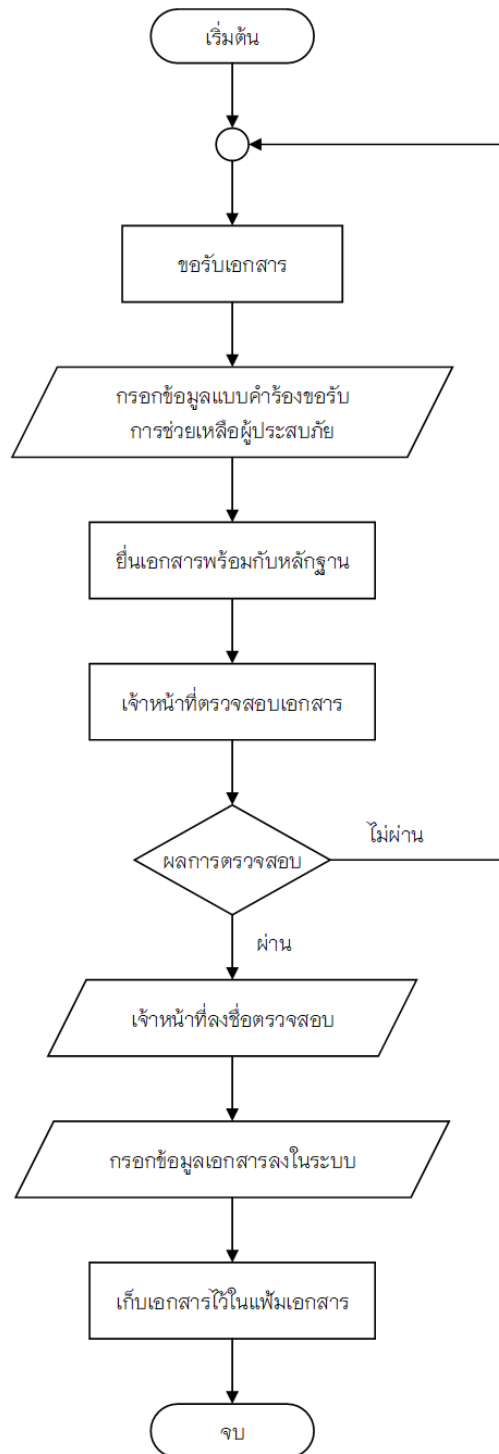 เริ่มต้น
ขอรับเอกสาร
กรอกข้อมูลแบบคำร้องขอรับ
การช่วยเหลือผู้ประสบภัย
ยื่นเอกสารพร้อมกับหลักฐาน
เจ้าหน้าที่ตรวจสอบเอกสาร
ผลการตรวจสอบ
ไม่ผ่าน
ผ่าน
เจ้าหน้าที่ลงชื่อตรวจสอบ
กรอกข้อมูลเอกสารลงในระบบ
เก็บเอกสารไว้ในแฟ้มเอกสาร
จบ